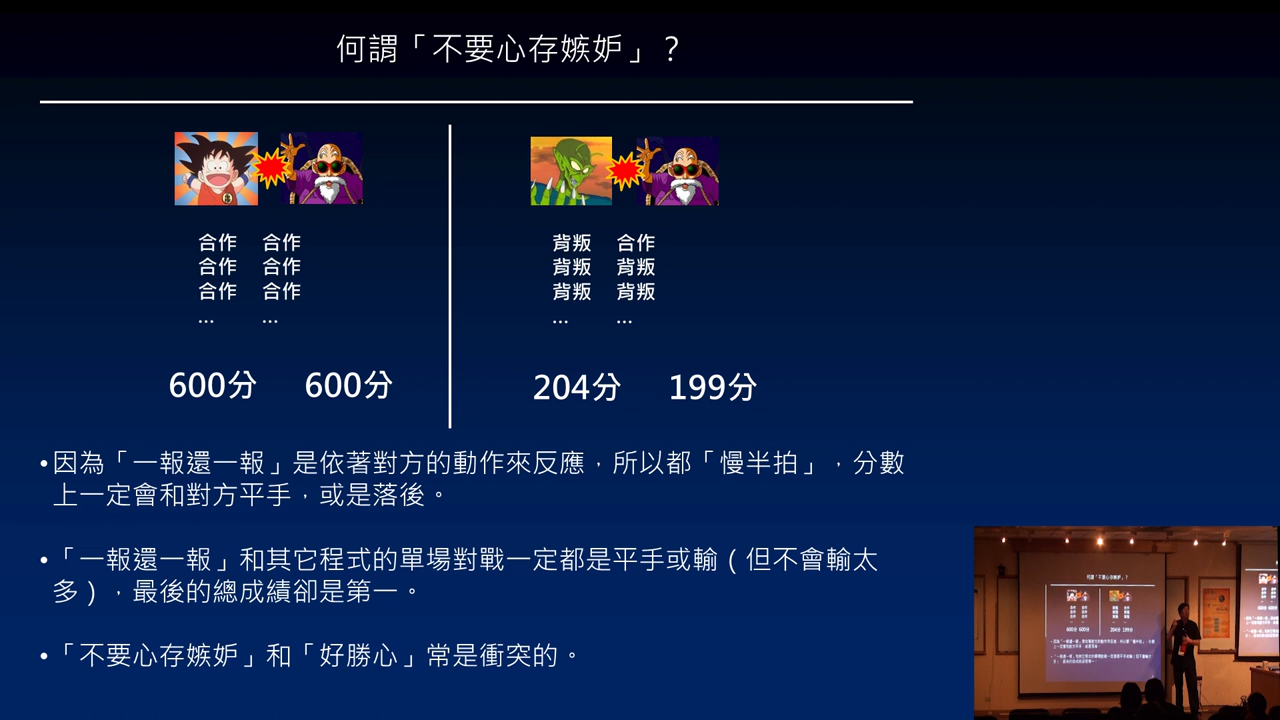 何謂「不要心存嫉妒」？
合作 合作
合作 合作
合作 合作
... ...
600分 600分
背叛 合作
背叛 背叛
背叛 背叛
... ...
204分 199分
•因為「一報還一報」是依著對方的動作來反應，所以都「慢半拍」，分數
上一定會和對方平手，或是落後。
•「一報還一報」和其它程式的單場對戰一定都是平手或輸（但不會輸太
多），最後的總成績卻是第一。
•「不要心存嫉妒」和「好勝心」常是衝突的。